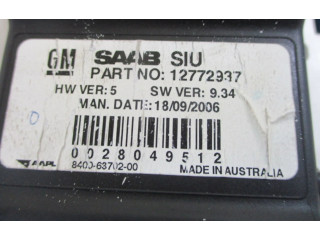 GM SAAB SIU
PART NO: 12772937
HW VER: 5 SW VER: 9.34
MAN. DATE: 18/09/2006
0028049512
8400-63702-00
AAPL MADE IN AUSTRALIA